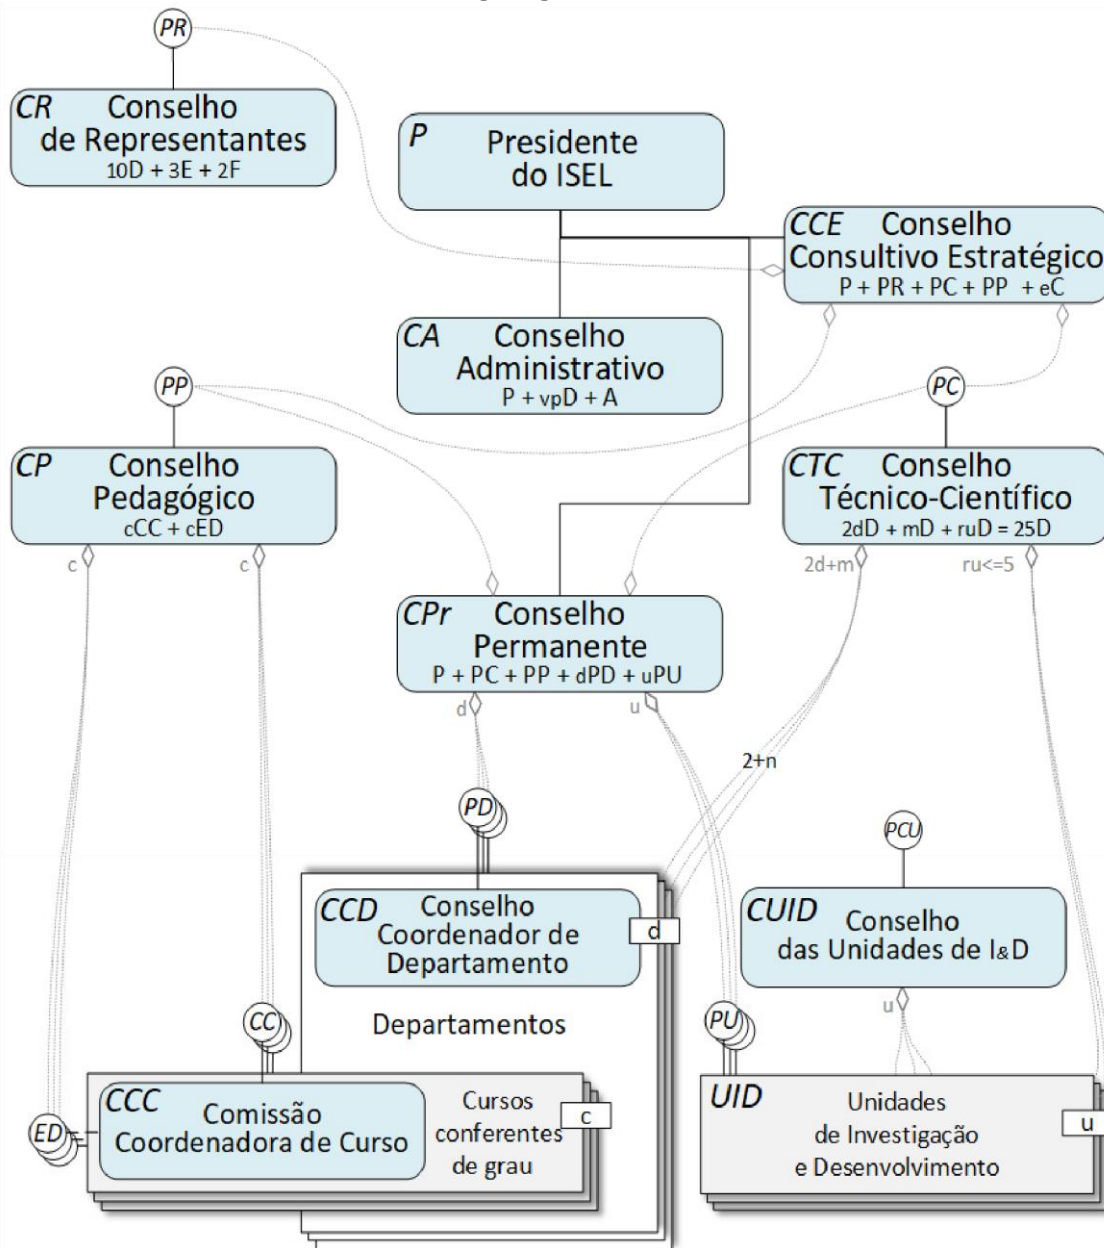 PR
CR Conselho
de Representantes
10D + 3E + 2F
P Presidente
do ISEL
CCE Conselho
Consultivo Estratégico
P + PR + PC + PP + eC
CA Conselho
Administrativo
P + vpD + A
PP
PC
CP Conselho
Pedagógico
cCC + cED
CTC Conselho
Técnico-Científico
2dD + mD + ruD = 25D
c
c
2d+m
ru<=5
CPr Conselho
Permanente
P + PC + PP + dPD + uPU
d
u
2+n
PD
PCU
CCD Conselho
Coordenador de
Departamento
d
CUID Conselho
das Unidades de I&D
u
Departamentos
CC
PU
CCC Comissão
Coordenadora de Curso
Cursos
conferentes
de grau
c
ED
UID Unidades
de Investigação
e Desenvolvimento
u